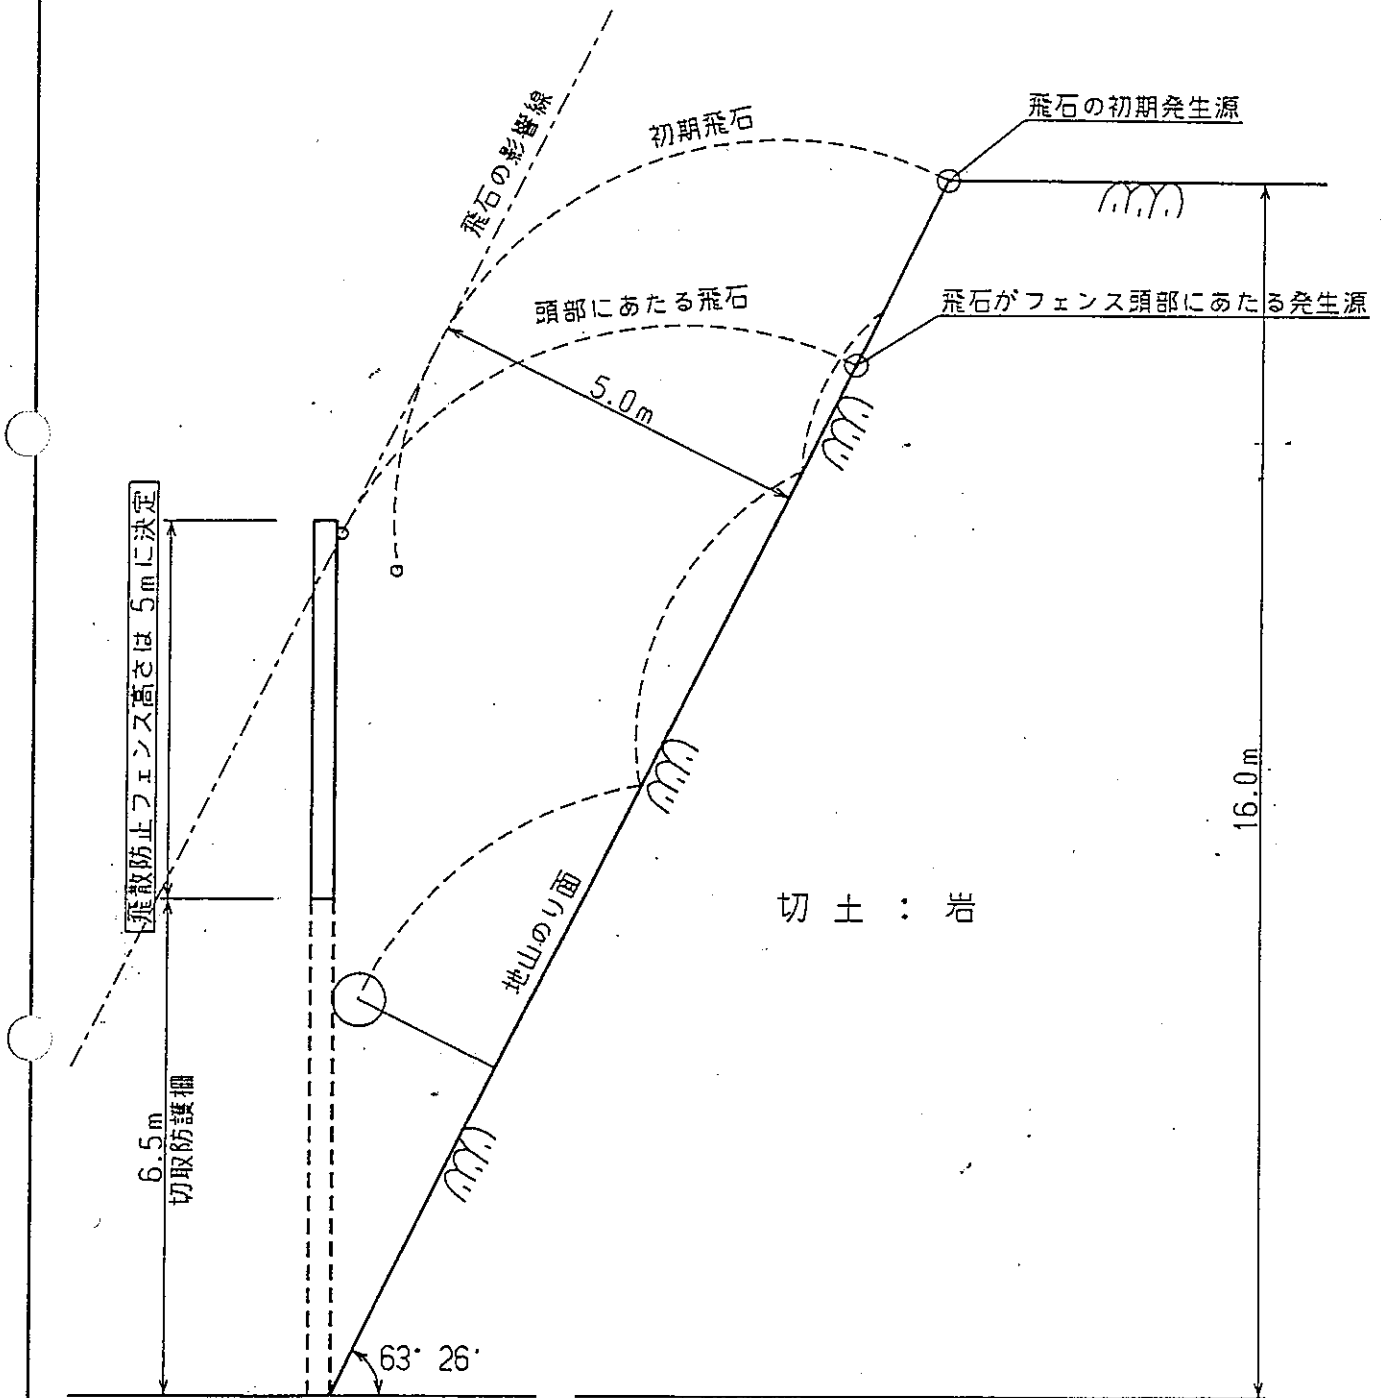 飛石の初期発生源
初期飛石
飛石の影響線
頭部にあたる飛石
飛石がフェンス頭部にあたる発生源
5.0m
飛散防止フェンス高さは 5mに決定
16.0m
切 土 : 岩
地山のり面
6.5m
切取防護柵
63° 26'